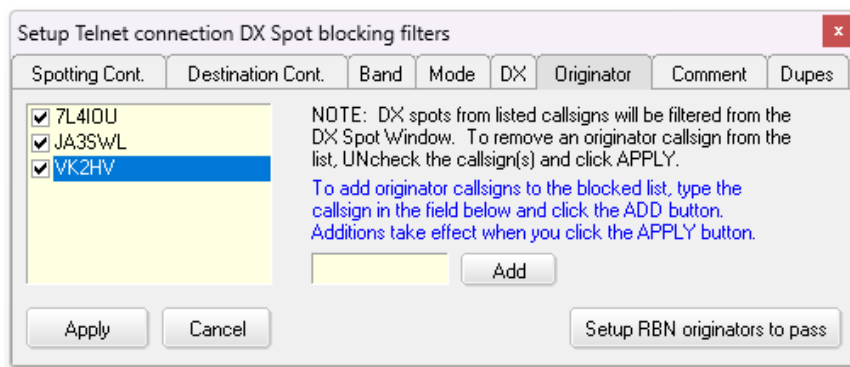 Setup Telnet connection DX Spot blocking filters
x
Spotting Cont. Destination Cont. Band Mode DX Originator Comment Dupes
7L4IOU
JA3SWL
VK2HV
NOTE: DX spots from listed callsigns will be filtered from the
DX Spot Window. To remove an originator callsign from the
list, UNcheck the callsign(s) and click APPLY.
To add originator callsigns to the blocked list, type the
callsign in the field below and click the ADD button.
Additions take effect when you click the APPLY button.
Add
Apply Cancel Setup RBN originators to pass